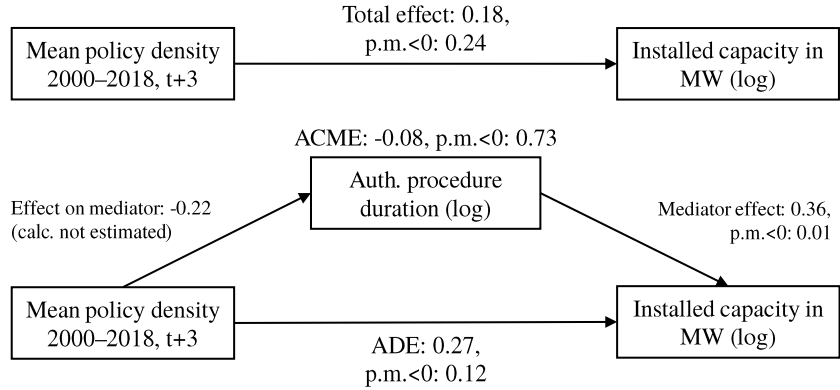 Total effect: 0.18,
p.m.<0: 0.24
Mean policy density
2000–2018, t+3
Installed capacity in
MW (log)
ACME: -0.08, p.m.<0: 0.73
Auth. procedure
duration (log)
Effect on mediator: -0.22
(calc. not estimated)
Mediator effect: 0.36,
p.m.<0: 0.01
Mean policy density
2000–2018, t+3
Installed capacity in
MW (log)
ADE: 0.27,
p.m.<0: 0.12